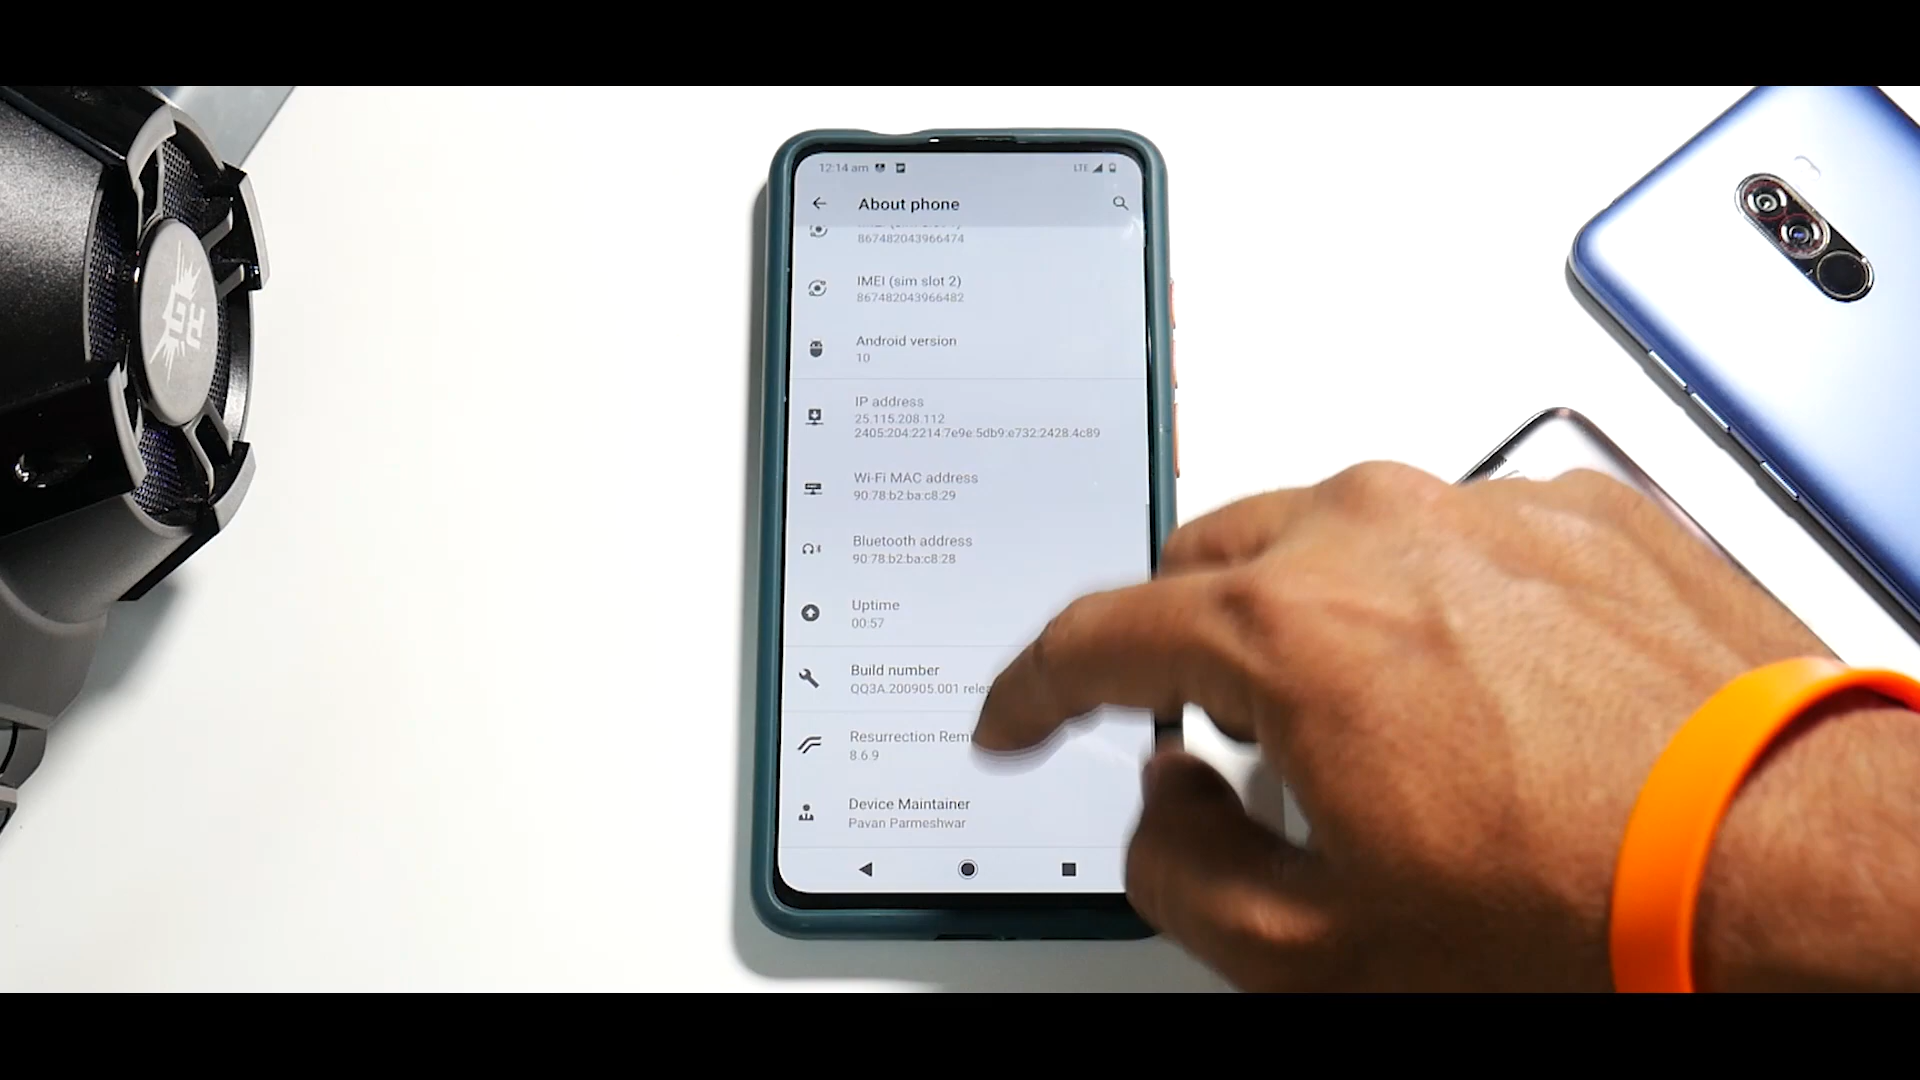 12:14 am
LTE
About phone
867482043966474
IMEI (sim slot 2)
867482043966482
Android version
10
IP address
25.115.208.112
2405:204:2214:7e9e:5db9:e732:2428:4c89
Wi-Fi MAC address
90:78:b2:ba:c8:29
Bluetooth address
90:78:b2:ba:c8:28
Uptime
00:57
Build number
QQ3A.200905.001
Resurrection
8.6.9
Device Maintainer
Pavan Parmeshwar